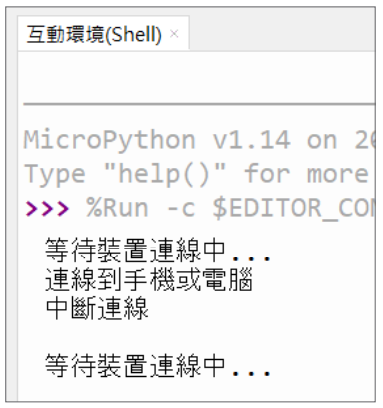 互動環境(Shell) ×
MicroPython v1.14 on
Type "help()" for more
>>> %Run -c $EDITOR_CON
等待裝置連線中...
連線到手機或電腦
中斷連線
等待裝置連線中...